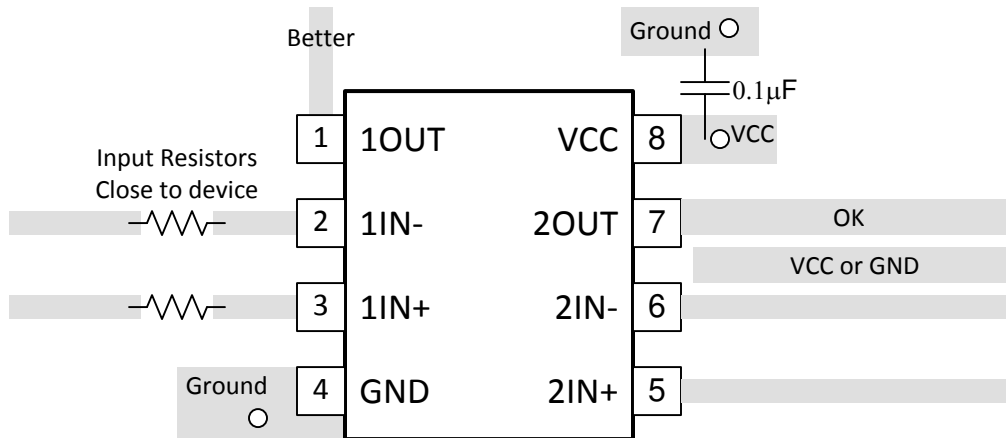 Better
Ground
0.1µF
1 1OUT VCC 8 VCC
Input Resistors
Close to device
2 1IN- 2OUT 7 OK
VCC or GND
3 1IN+ 2IN- 6
Ground
4 GND 2IN+ 5